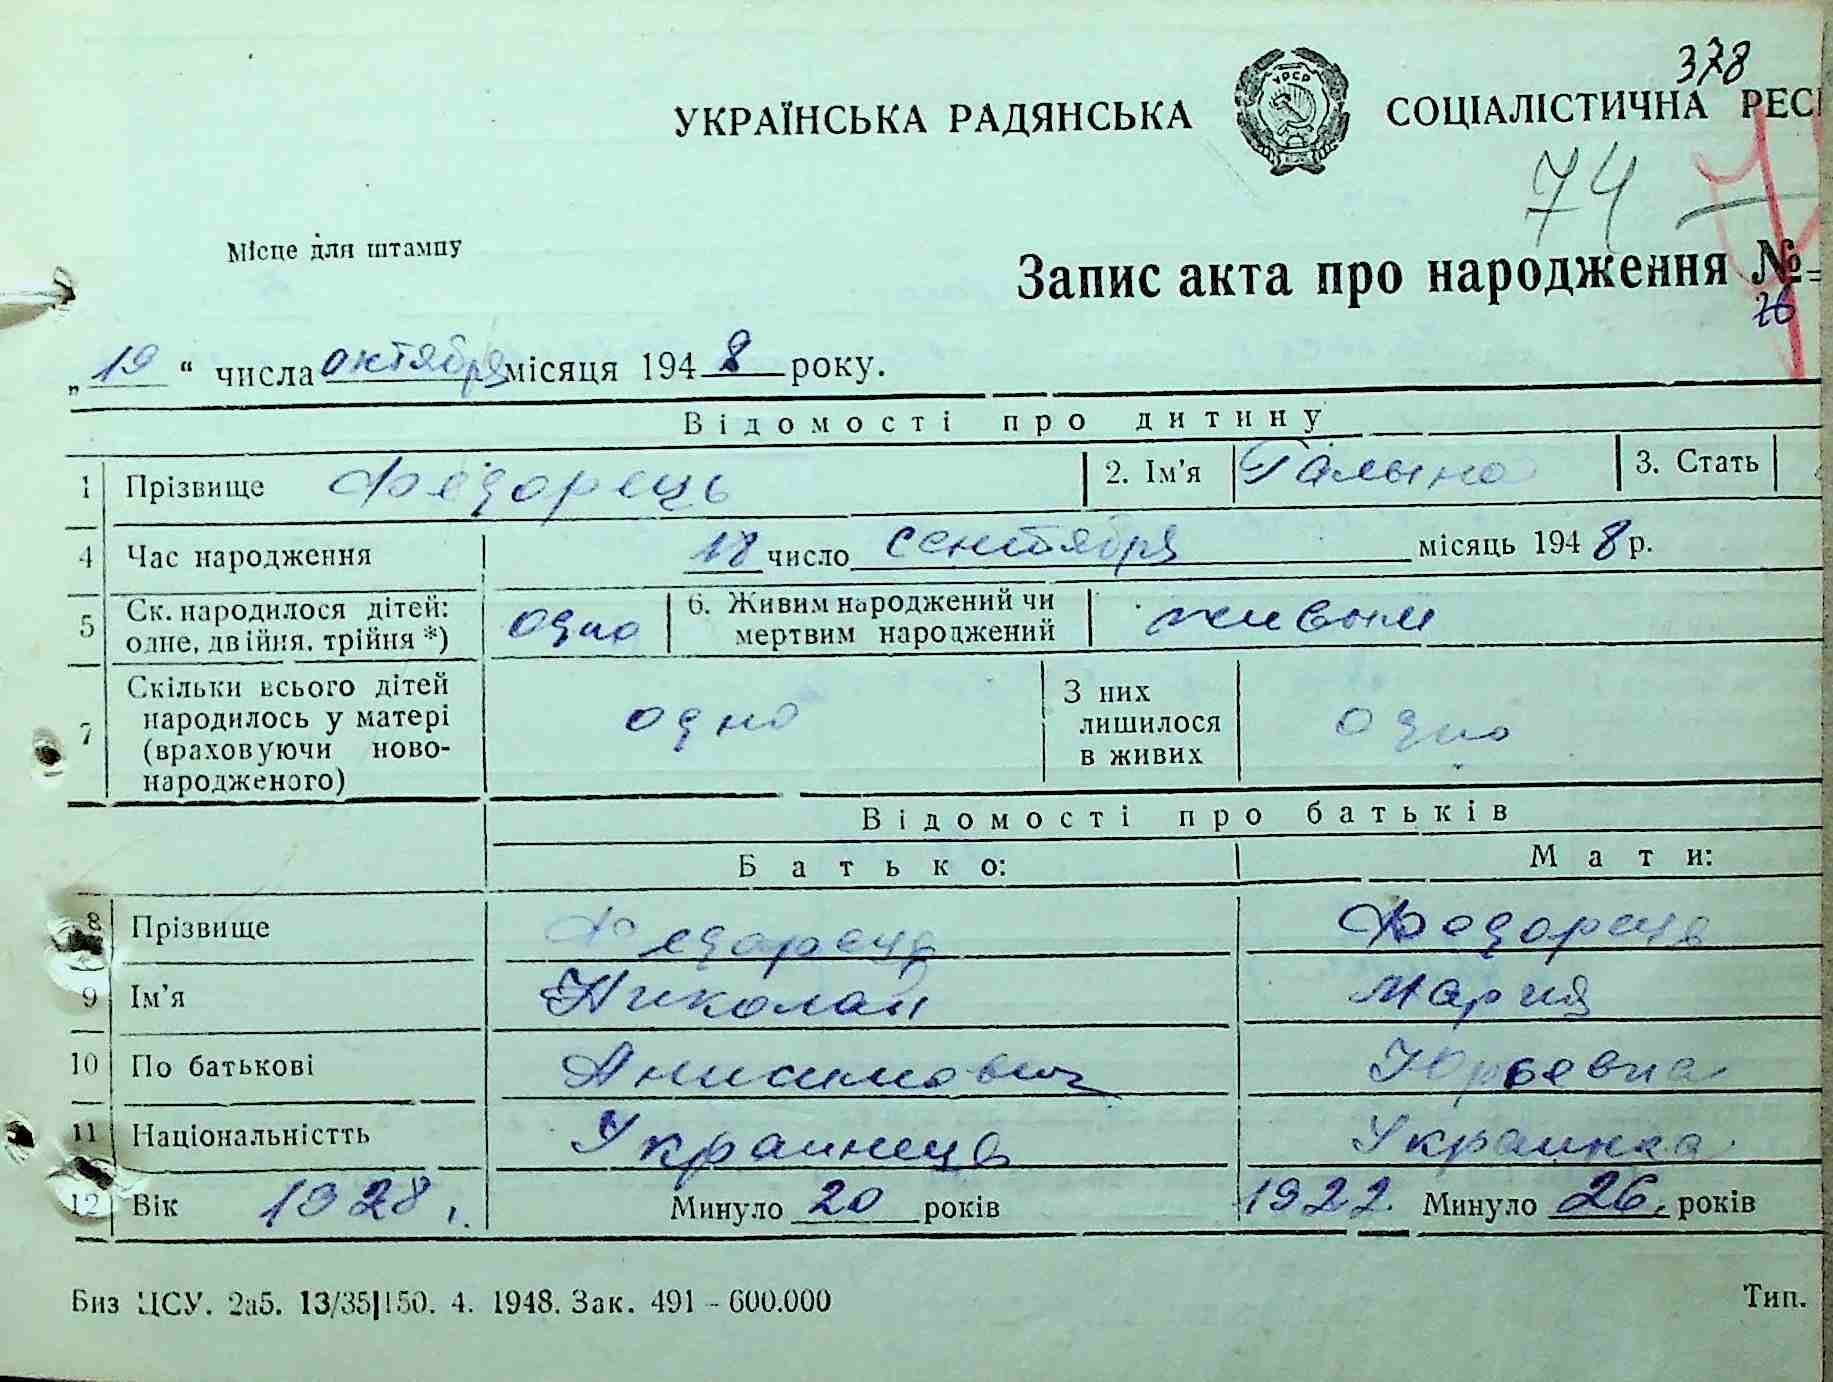 378
УКРАЇНСЬКА РАДЯНСЬКА СОЦІАЛІСТИЧНА РЕС
УРСР
74
Місце для штампу
Запис акта про народження №
76
„19“ числа октября місяця 1948 року.
Відомості про дитину
1 Прізвище Федорець 2. Ім’я Галына 3. Стать
4 Час народження 18 число сентября місяць 1948 р.
5 Ск. народилося дітей: одно 6. Живим народжений чи живым
одне, двійня, трійня *) мертвим народжений
7 Скільки всього дітей народилось у матері (враховуючи ново-народженого) одно З них лишилося в живих одно
Відомості про батьків
Батько: Мати:
8 Прізвище Федорець Федорець
9 Ім’я Николай Мария
10 По батькові Анисимович Юрьевна
11 Національністть Украинець Украинка
12 Вік 1928 г. Минуло 20 років 1922 Минуло 26 років
Биз ЦСУ. 2а5. 13/35|150. 4. 1948. Зак. 491 - 600.000 Тип.